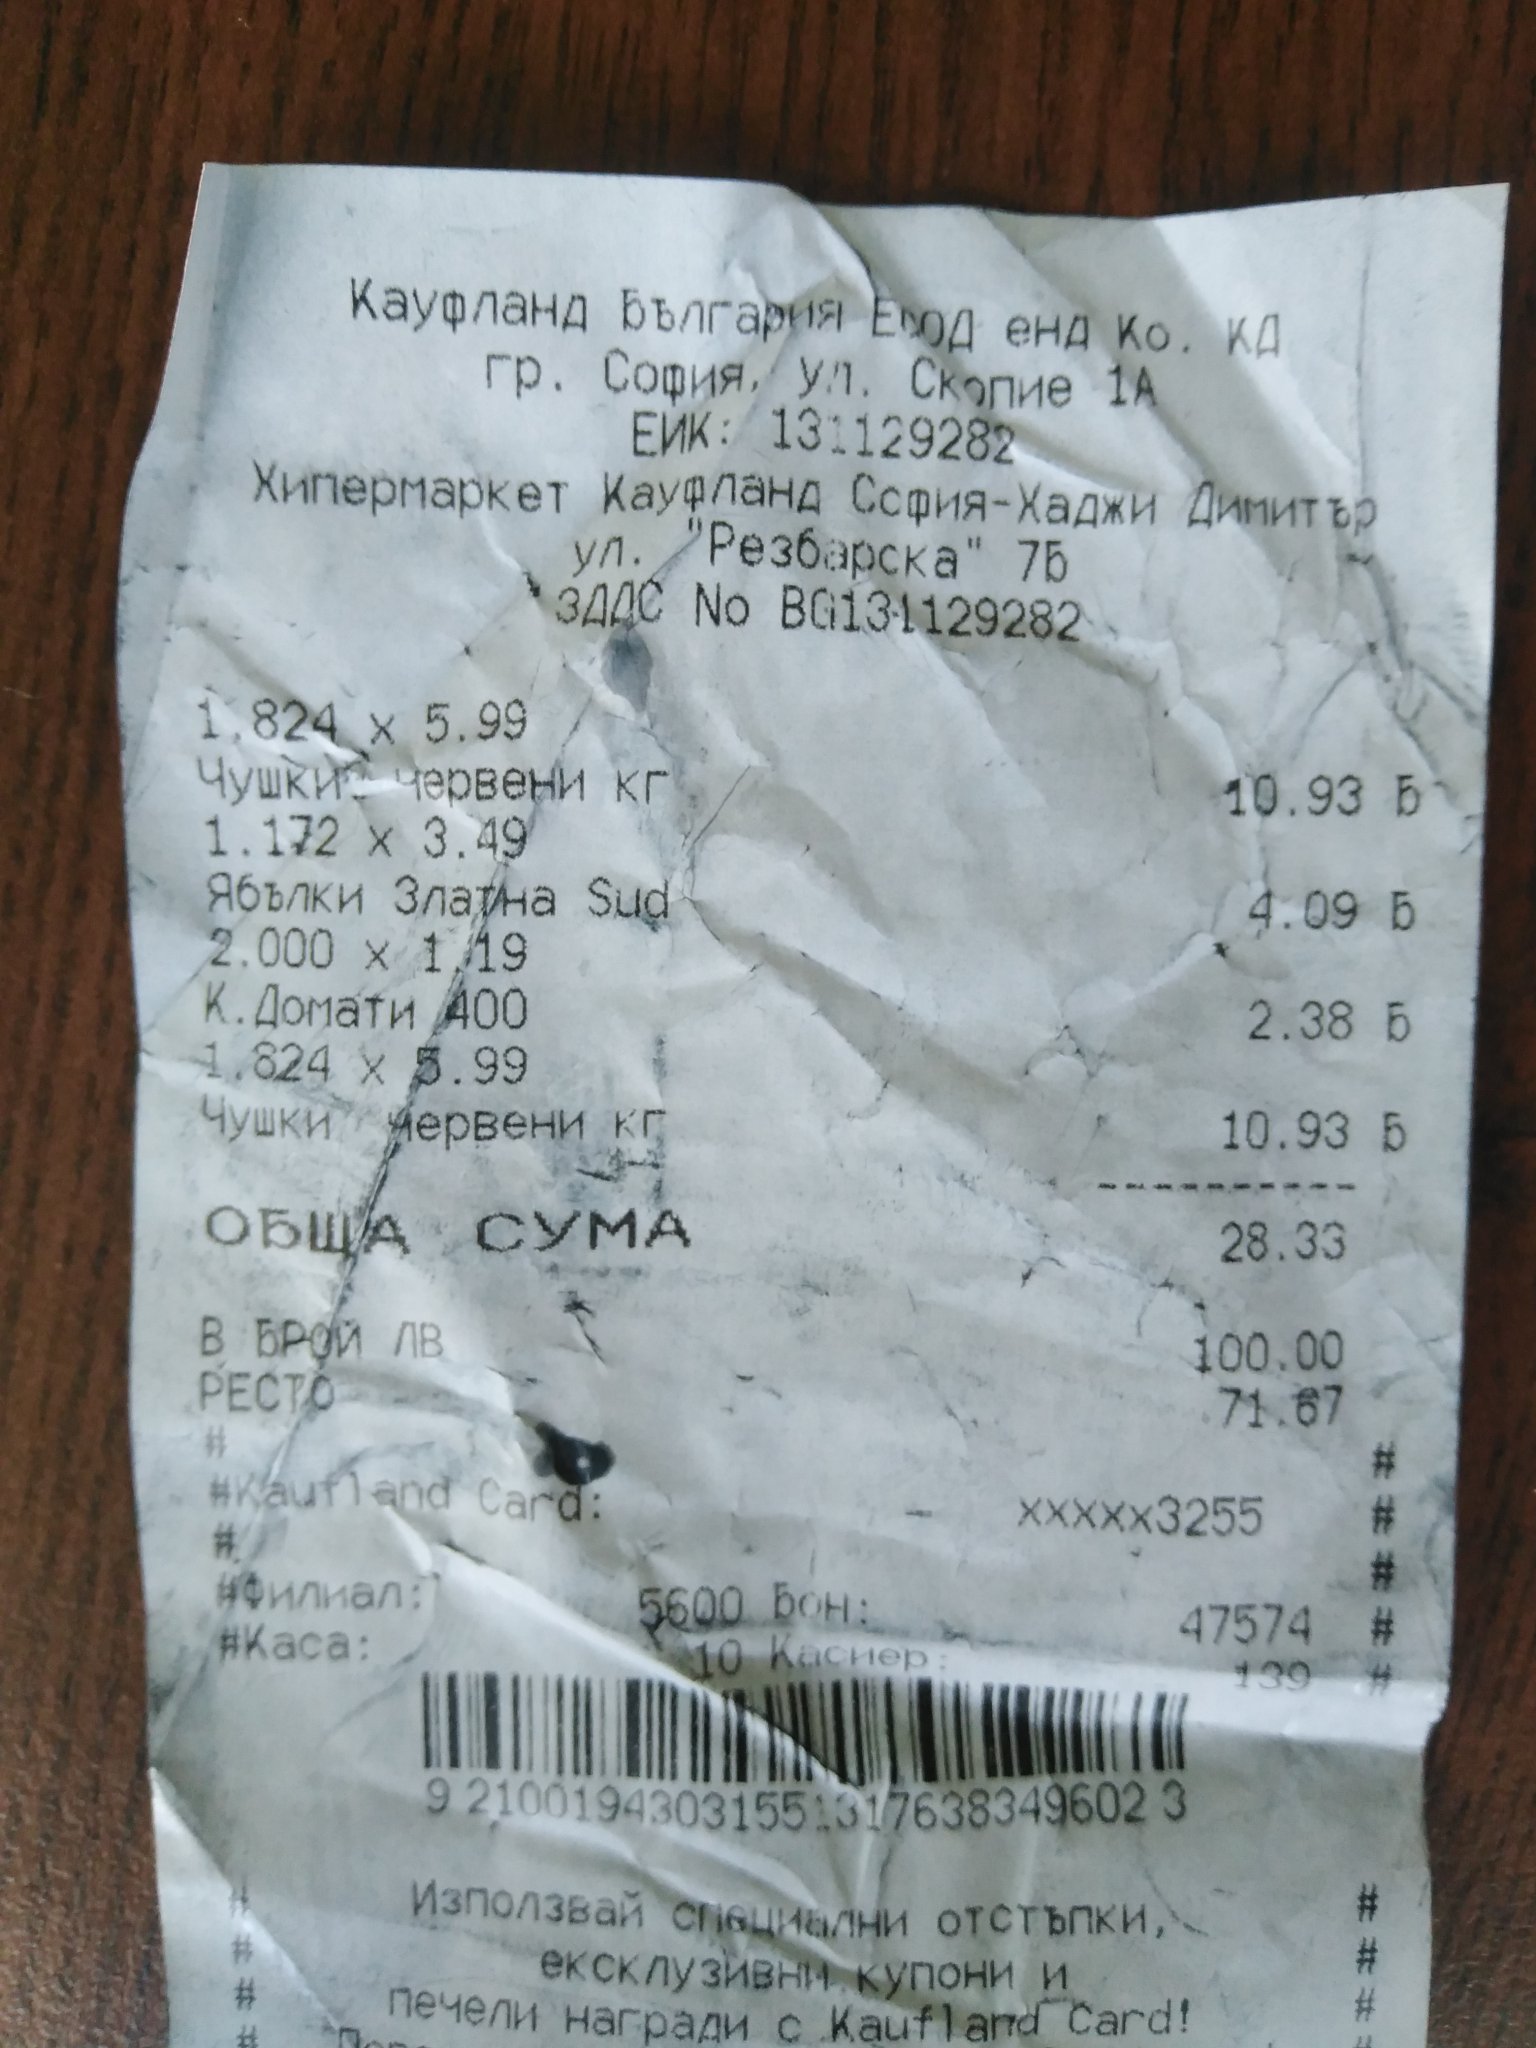 Кауфланд България ЕООД енд Ко. КД
гр. София, ул. Скопие 1А
ЕИК: 131129282
Хипермаркет Кауфланд София-Хаджи Димитър
ул. "Резбарска" 7Б
ЗДДС No BG131129282
1.824 x 5.99
Чушки червени кг 10.93 Б
1.172 x 3.49
Ябълки Златна Sud 4.09 Б
2.000 x 1.19
К.Домати 400 2.38 Б
1.824 x 5.99
Чушки червени кг 10.93 Б
----------
ОБЩА СУМА 28.33
В БРОЙ ЛВ 100.00
РЕСТО 71.67
# #
#Kaufland Card: - xxxxx3255 #
# #
#Филиал: 5600 Бон: 47574 #
#Каса: 10 Касиер: 139 #
9 2100194303155131763834960 2 3
# Използвай специални отстъпки, #
# ексклузивни купони и #
# печели награди с Kaufland Card! #
# #